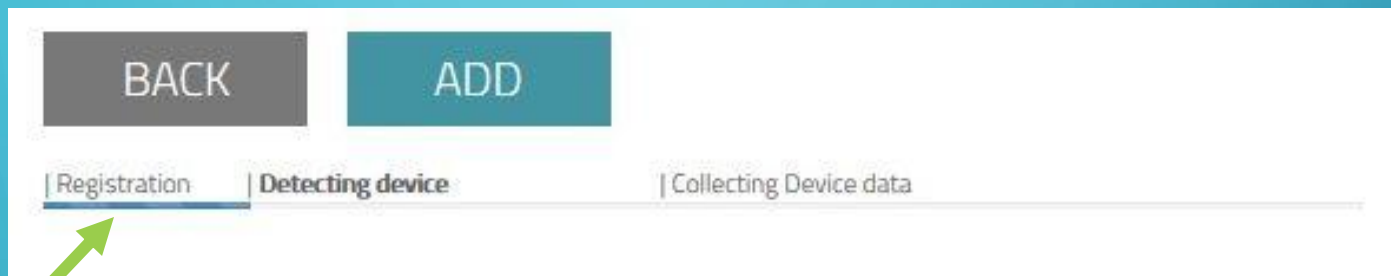 BACK ADD
| Registration | Detecting device | Collecting Device data